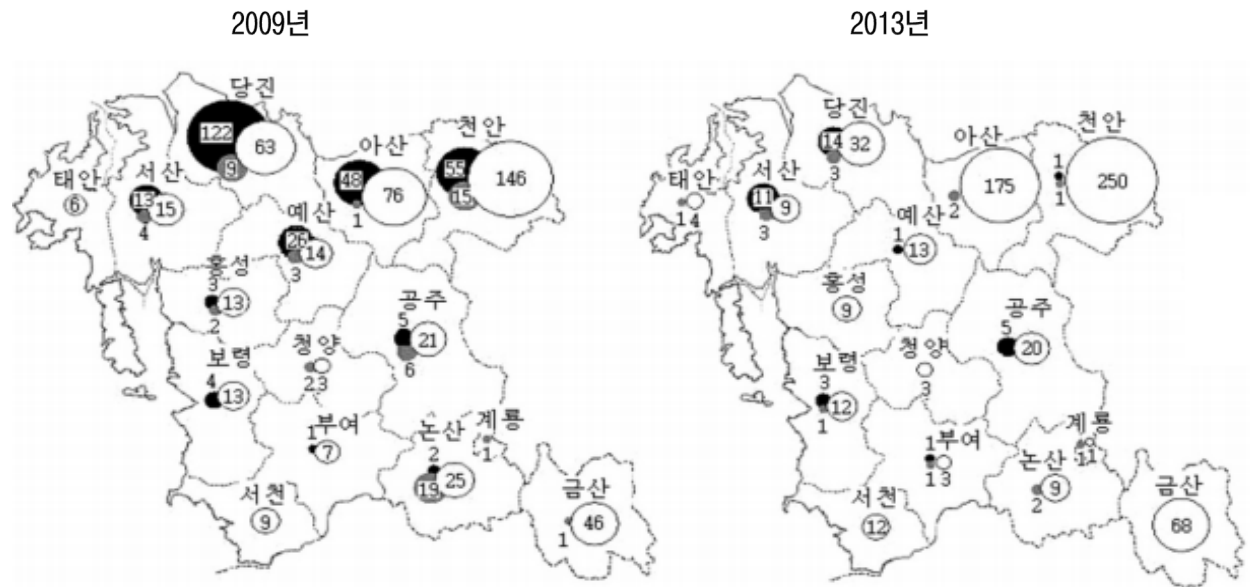 2009년
당진
122
63
9
아산
48
76
1
천안
55
146
15
태안
6
서산
13
15
4
예산
26
14
3
홍성
3
13
2
공주
5
21
6
청양
2 3
보령
4
13
부여
1
7
논산
2
25
19
계룡
1
서천
9
금산
46
1
2013년
당진
14
32
3
아산
175
2
천안
1
250
1
태안
1 4
서산
11
9
3
예산
1
13
홍성
9
공주
5
20
청양
3
보령
3
12
1
부여
1
1 3
논산
9
2
계룡
1 1
서천
12
금산
68